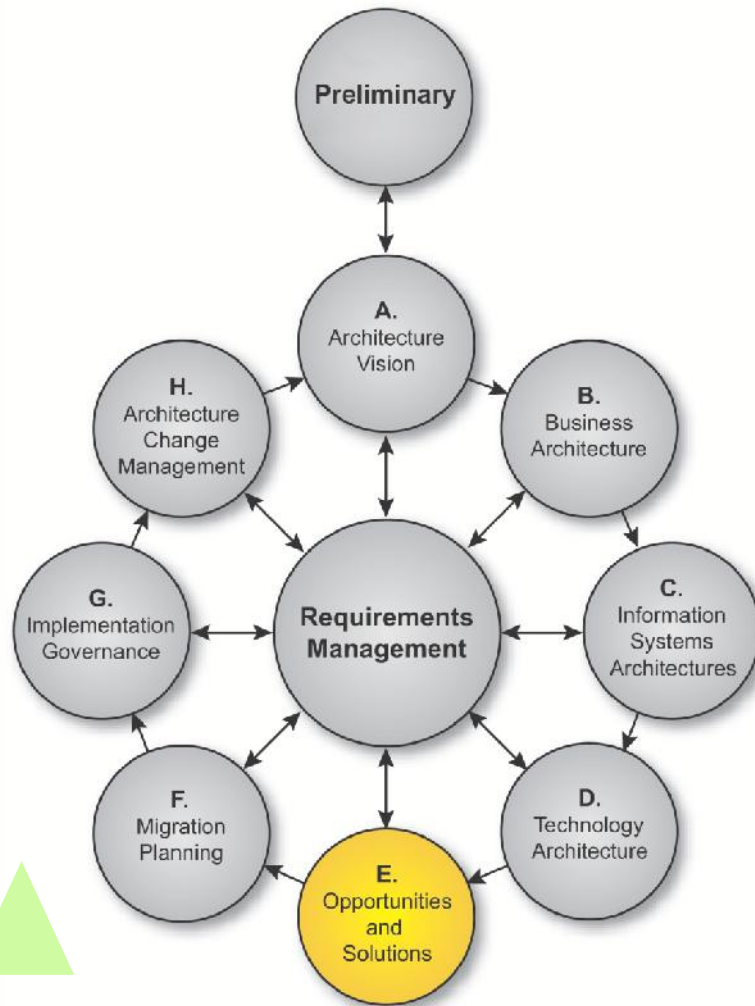 Preliminary
A.
Architecture
Vision
B.
Business
Architecture
H.
Architecture
Change
Management
C.
Information
Systems
Architectures
G.
Implementation
Governance
Requirements
Management
D.
Technology
Architecture
F.
Migration
Planning
E.
Opportunities
and
Solutions